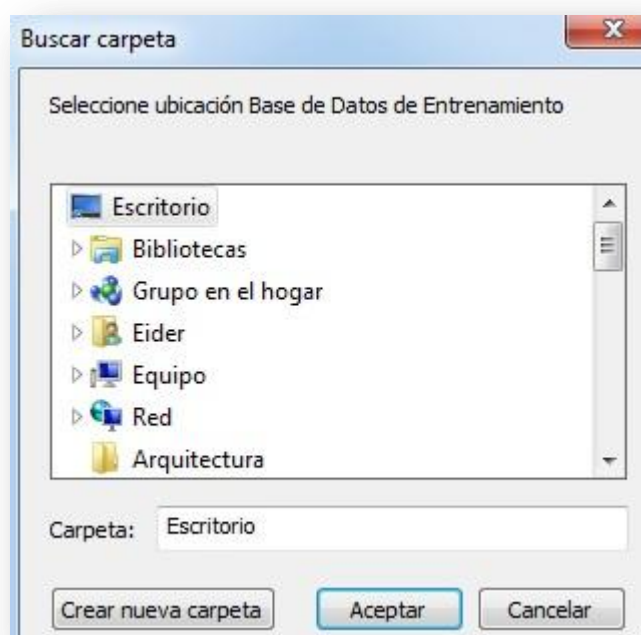 Buscar carpeta
Seleccione ubicación Base de Datos de Entrenamiento
Escritorio
Bibliotecas
Grupo en el hogar
Eider
Equipo
Red
Arquitectura
Carpeta: Escritorio
Crear nueva carpeta Aceptar Cancelar